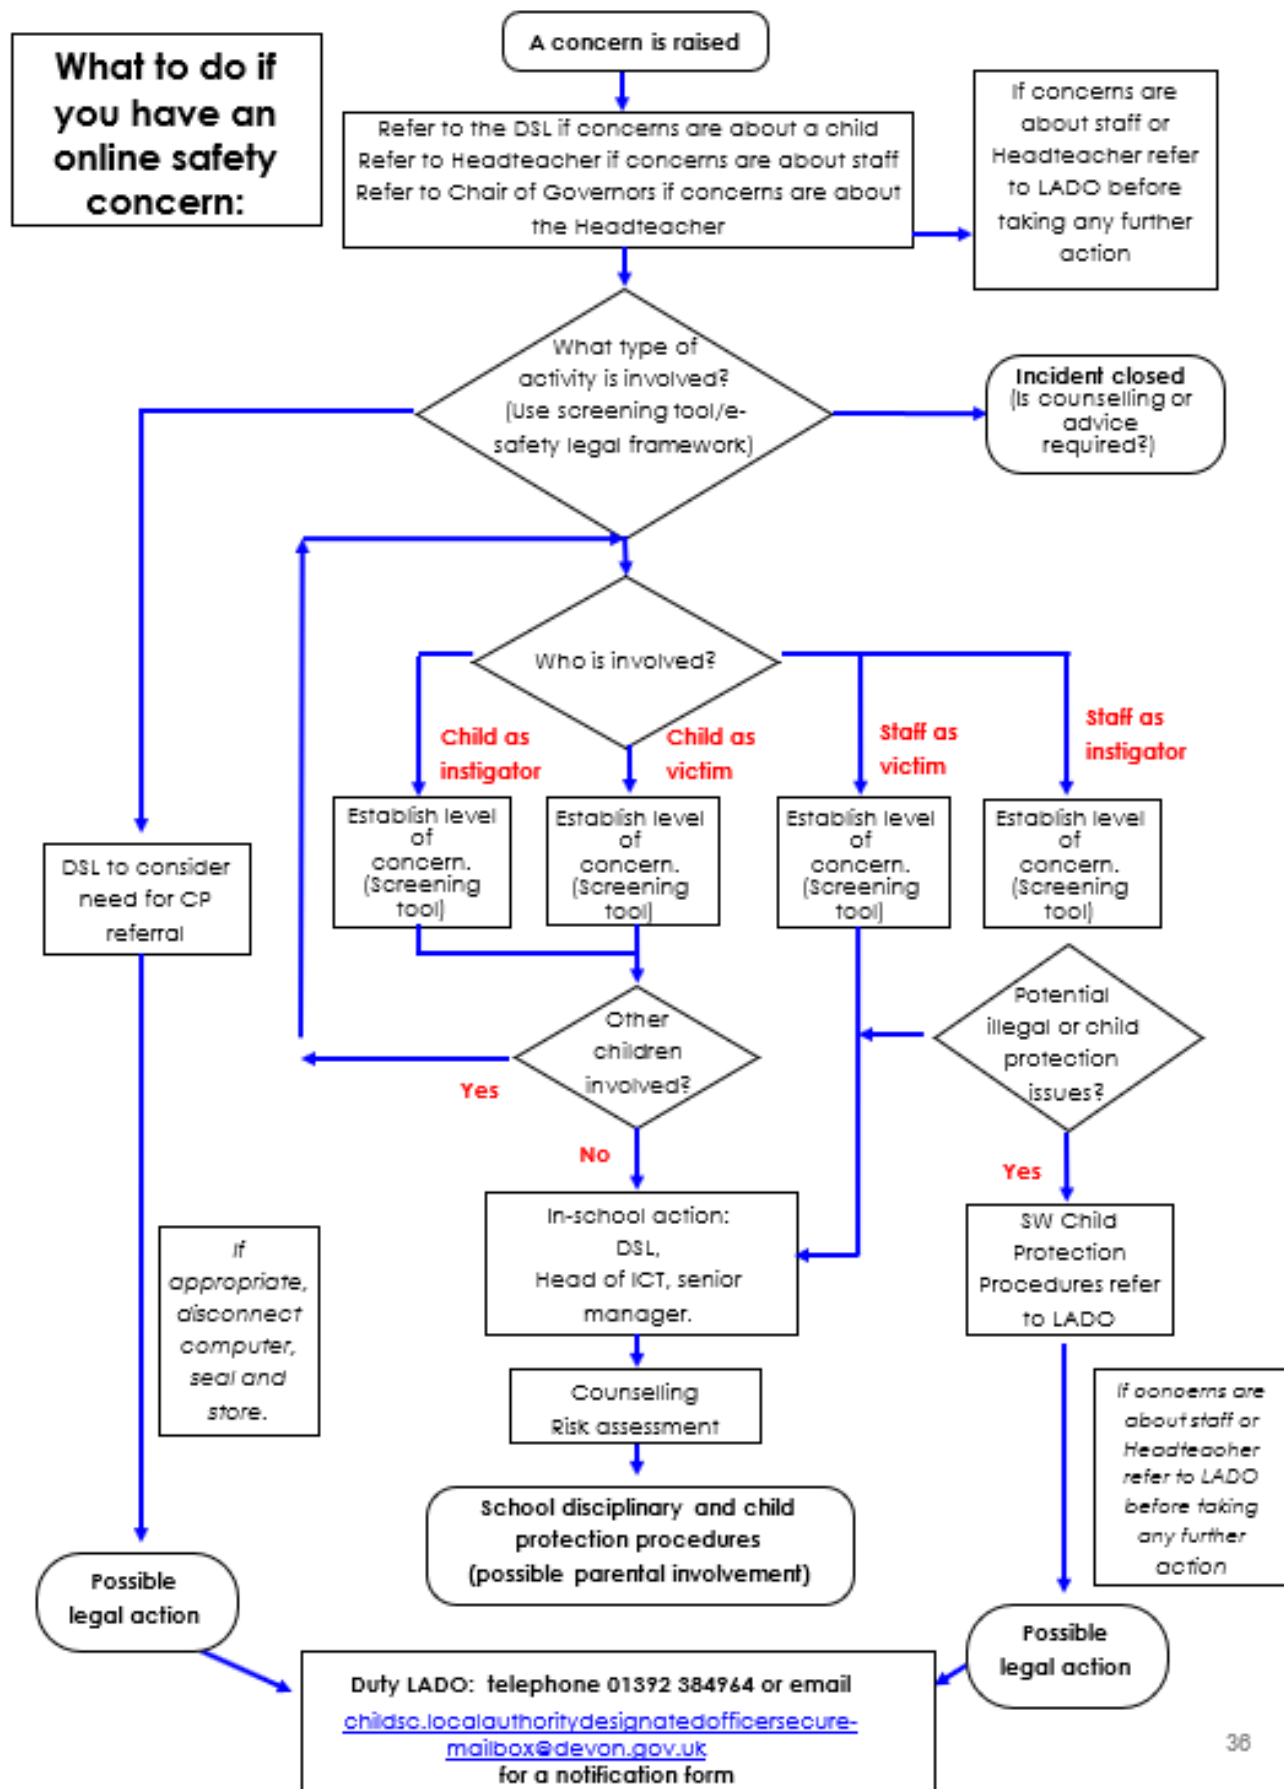 What to do if
you have an
online safety
concern:
A concern is raised
Refer to the DSL if concerns are about a child
Refer to Headteacher if concerns are about staff
Refer to Chair of Governors if concerns are about
the Headteacher
If concerns are
about staff or
Headteacher refer
to LADO before
taking any further
action
What type of
activity is involved?
(Use screening tool/e-
safety legal framework)
Incident closed
(Is counselling or
advice
required?)
Who is involved?
Child as
instigator
Child as
victim
Staff as
victim
Staff as
instigator
Establish level
of
concern.
(Screening
tool)
Establish level
of
concern.
(Screening
tool)
Establish level
of
concern.
(Screening
tool)
Establish level
of
concern.
(Screening
tool)
DSL to consider
need for CP
referral
Other
children
involved?
Yes
No
Potential
illegal or child
protection
issues?
Yes
In-school action:
DSL,
Head of ICT, senior
manager.
SW Child
Protection
Procedures refer
to LADO
If
appropriate,
disconnect
computer,
seal and
store.
Counselling
Risk assessment
If concerns are
about staff or
Headteacher
refer to LADO
before taking
any further
action
School disciplinary and child
protection procedures
(possible parental involvement)
Possible
legal action
Possible
legal action
Duty LADO: telephone 01392 384964 or email
childsc.localauthoritydesignatedofficersecure-
mailbox@devon.gov.uk
for a notification form
36